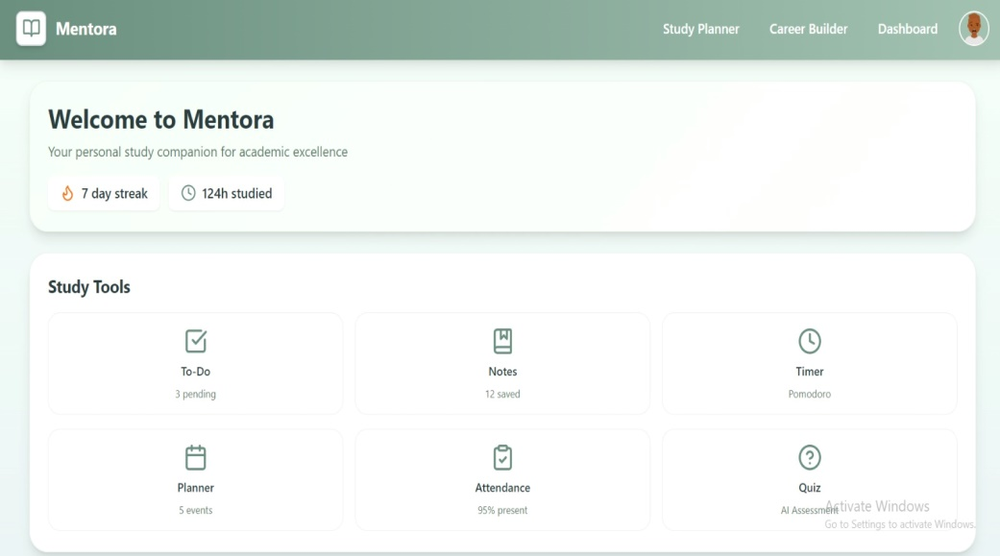 Mentora
Study Planner Career Builder Dashboard
Welcome to Mentora
Your personal study companion for academic excellence
7 day streak 124h studied
Study Tools
To-Do Notes Timer
3 pending 12 saved Pomodoro
Planner Attendance Quiz
5 events 95% present AI Assessment
Activate Windows
Go to Settings to activate Windows.